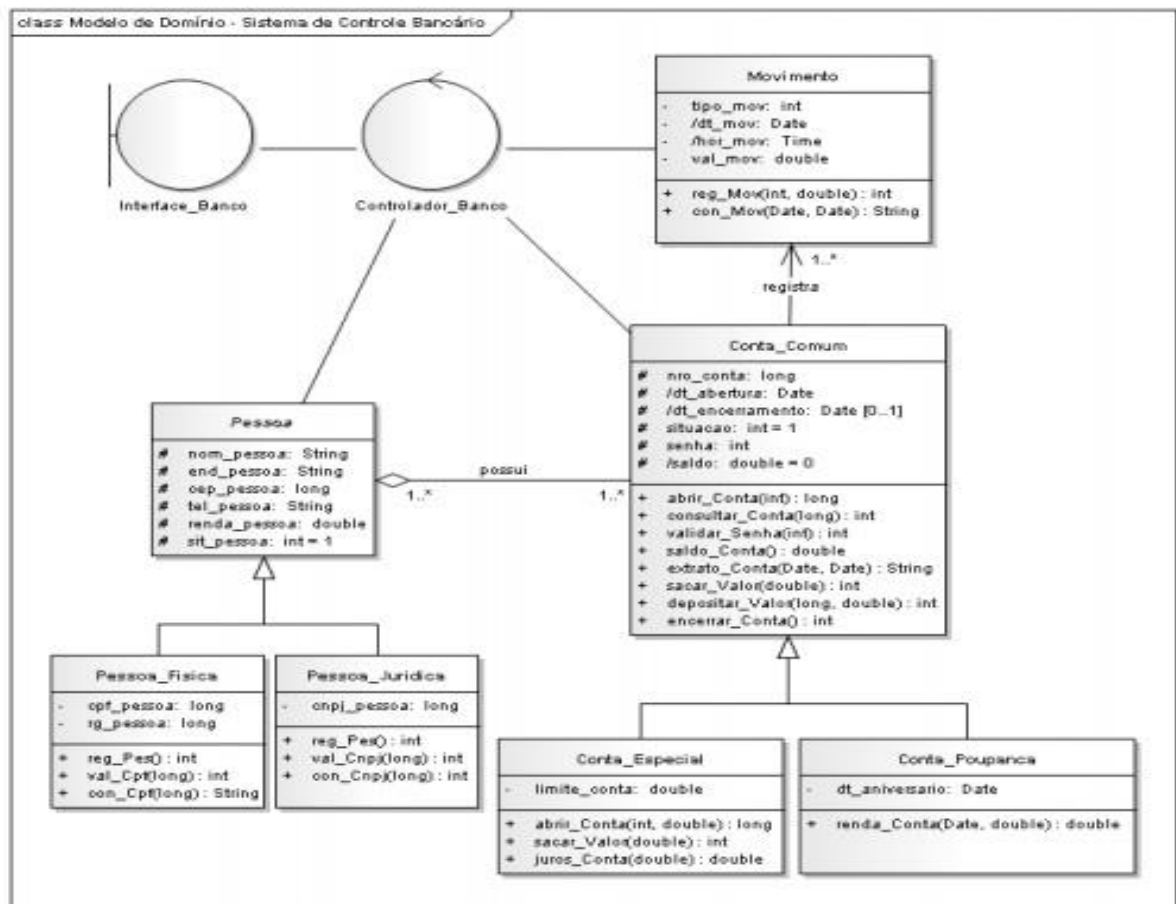 class Modelo de Domínio - Sistema de Controle Bancário
Interface_Banco
Controlador_Banco
Movimento
- tipo_mov: int
- /dt_mov: Date
- /hor_mov: Time
- val_mov: double
+ reg_Mov(int, double) : int
+ con_Mov(Date, Date) : String
1..*
registra
Conta_Comum
# nro_conta: long
# /dt_abertura: Date
# /dt_encerramento: Date [0..1]
# situacao: int = 1
# senha: int
# /saldo: double = 0
+ abrir_Conta(int) : long
+ consultar_Conta(long) : int
+ validar_Senha(int) : int
+ saldo_Conta() : double
+ extrato_Conta(Date, Date) : String
+ sacar_Valor(double) : int
+ depositar_Valor(long, double) : int
+ encerrar_Conta() : int
Pessoa
# nom_pessoa: String
# end_pessoa: String
# cep_pessoa: long
# tel_pessoa: String
# renda_pessoa: double
# sit_pessoa: int = 1
possui
1..*
1..*
Pessoa_Fisica
- cpf_pessoa: long
- rg_pessoa: long
+ reg_Pes() : int
+ val_Cpf(long) : int
+ con_Cpf(long) : String
Pessoa_Juridica
- cnpj_pessoa: long
+ reg_Pes() : int
+ val_Cnpj(long) : int
+ con_Cnpj(long) : int
Conta_Especial
- limite_conta: double
+ abrir_Conta(int, double) : long
+ sacar_Valor(double) : int
+ juros_Conta(double) : double
Conta_Poupanca
- dt_aniversario: Date
+ renda_Conta(Date, double) : double